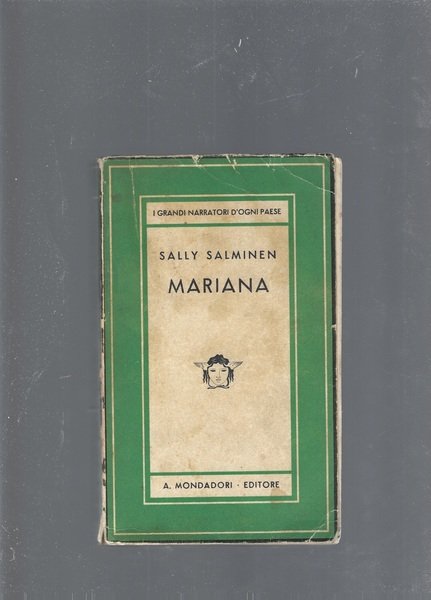 I GRANDI NARRATORI D'OGNI PAESE
SALLY SALMINEN
MARIANA
A. MONDADORI · EDITORE